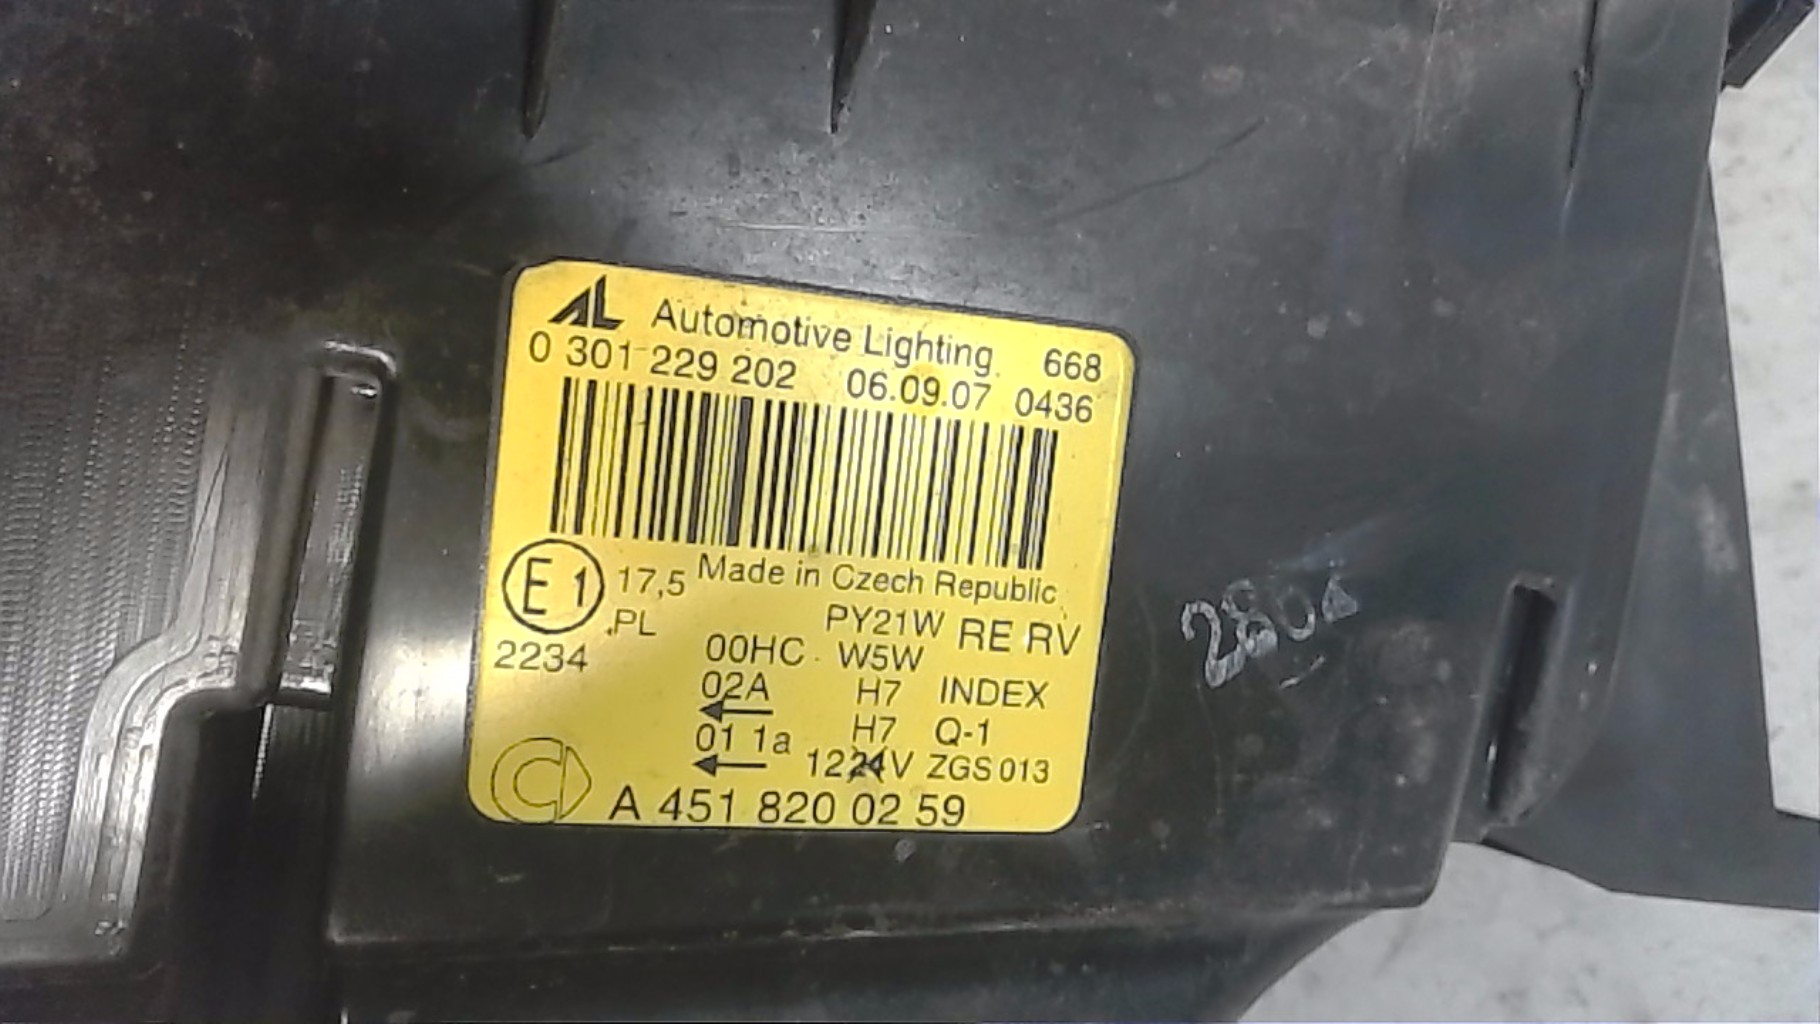 AL Automotive Lighting 668
0 301 229 202 06.09.07 0436
E1 17,5 Made in Czech Republic
PL PY21W RE RV
2234 00HC W5W
02A H7 INDEX
01 1a H7 Q-1
1224V ZGS 013
A 451 820 02 59